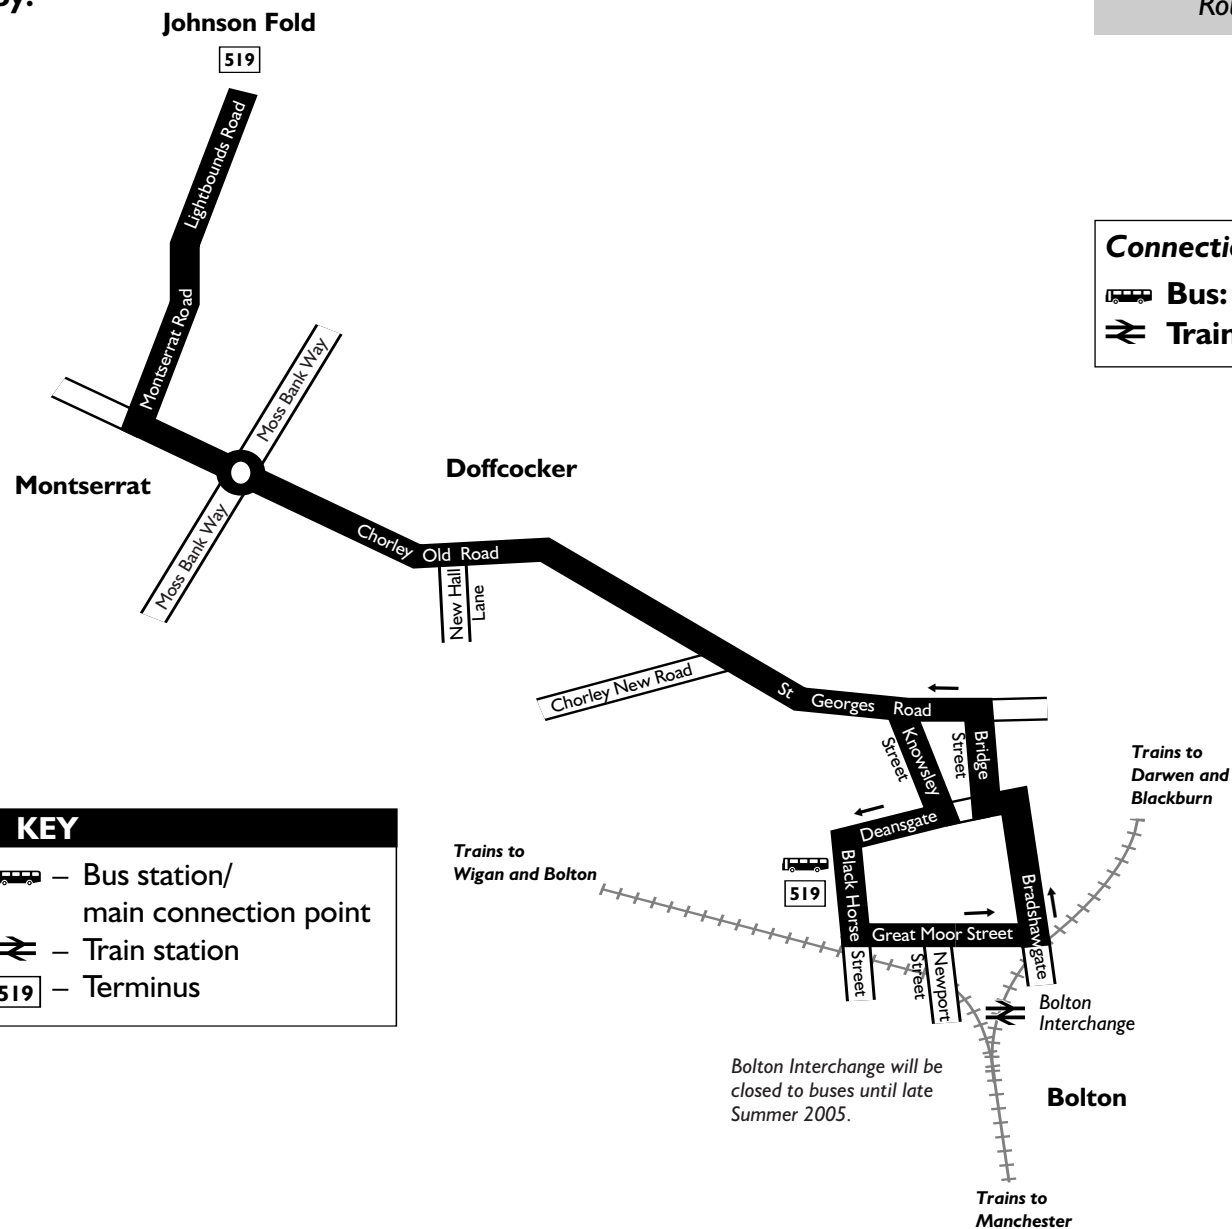 Johnson Fold
519
Lightbounds Road
Montserrat Road
Moss Bank Way
Moss Bank Way
Montserrat
Doffcocker
Chorley Old Road
New Hall
Lane
Chorley New Road
St Georges Road
Knowsley
Street
Bridge
Street
Deansgate
Black Horse Street
519
Great Moor Street
Newport
Street
Bradshawgate
Trains to
Darwen and
Blackburn
Trains to
Wigan and Bolton
Bolton
Interchange
Bolton Interchange will be
closed to buses until late
Summer 2005.
Bolton
Trains to
Manchester
KEY
– Bus station/
main connection point
– Train station
519 – Terminus
Bus: